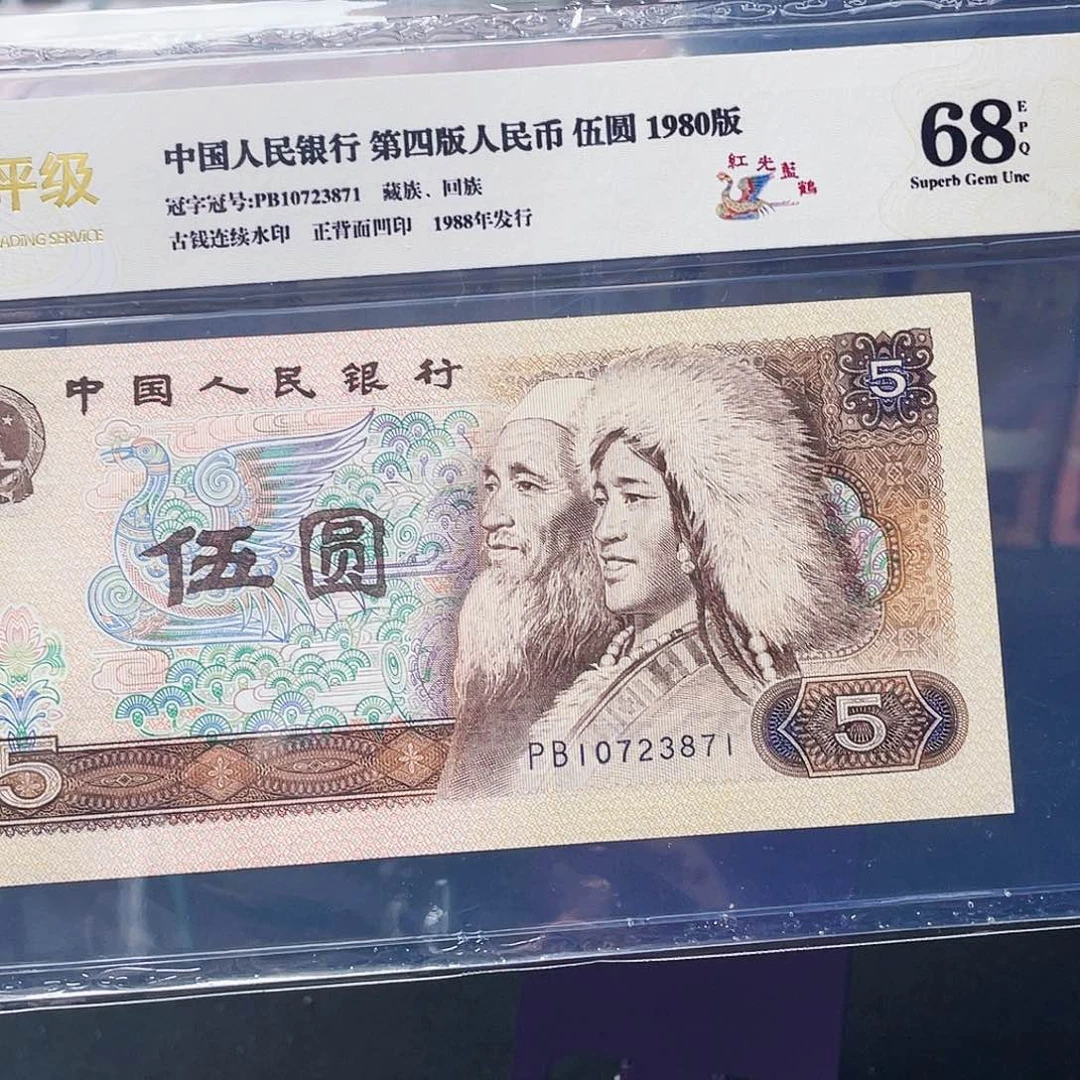 中国人民银行 第四版人民币 伍圆 1980版
68 EPQ
Superb Gem Unc
紅光藍鶴
评级
冠字冠号:PB10723871 藏族、回族
ADING SERVICE
古钱连续水印 正背面凹印 1988年发行
中国人民银行
5
伍圆
PB10723871
5
5